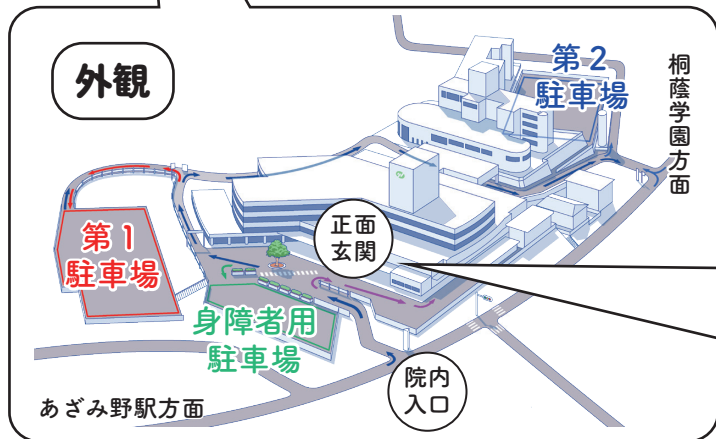 外観
第2
駐車場
桐蔭学園方面
正面
玄関
第1
駐車場
身障者用
駐車場
院内
入口
あざみ野駅方面